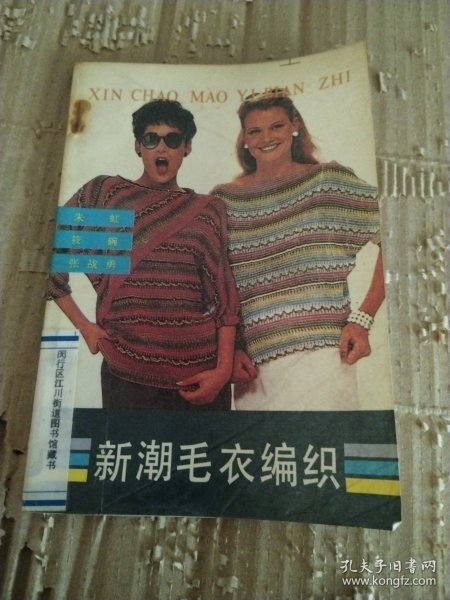 XIN CHAO MAO YI BIAN ZHI
朱 虹
筱 娴
张战勇
闵行区江川街道图书馆藏书
新潮毛衣编织
孔夫子旧书网
www.kongfz.com